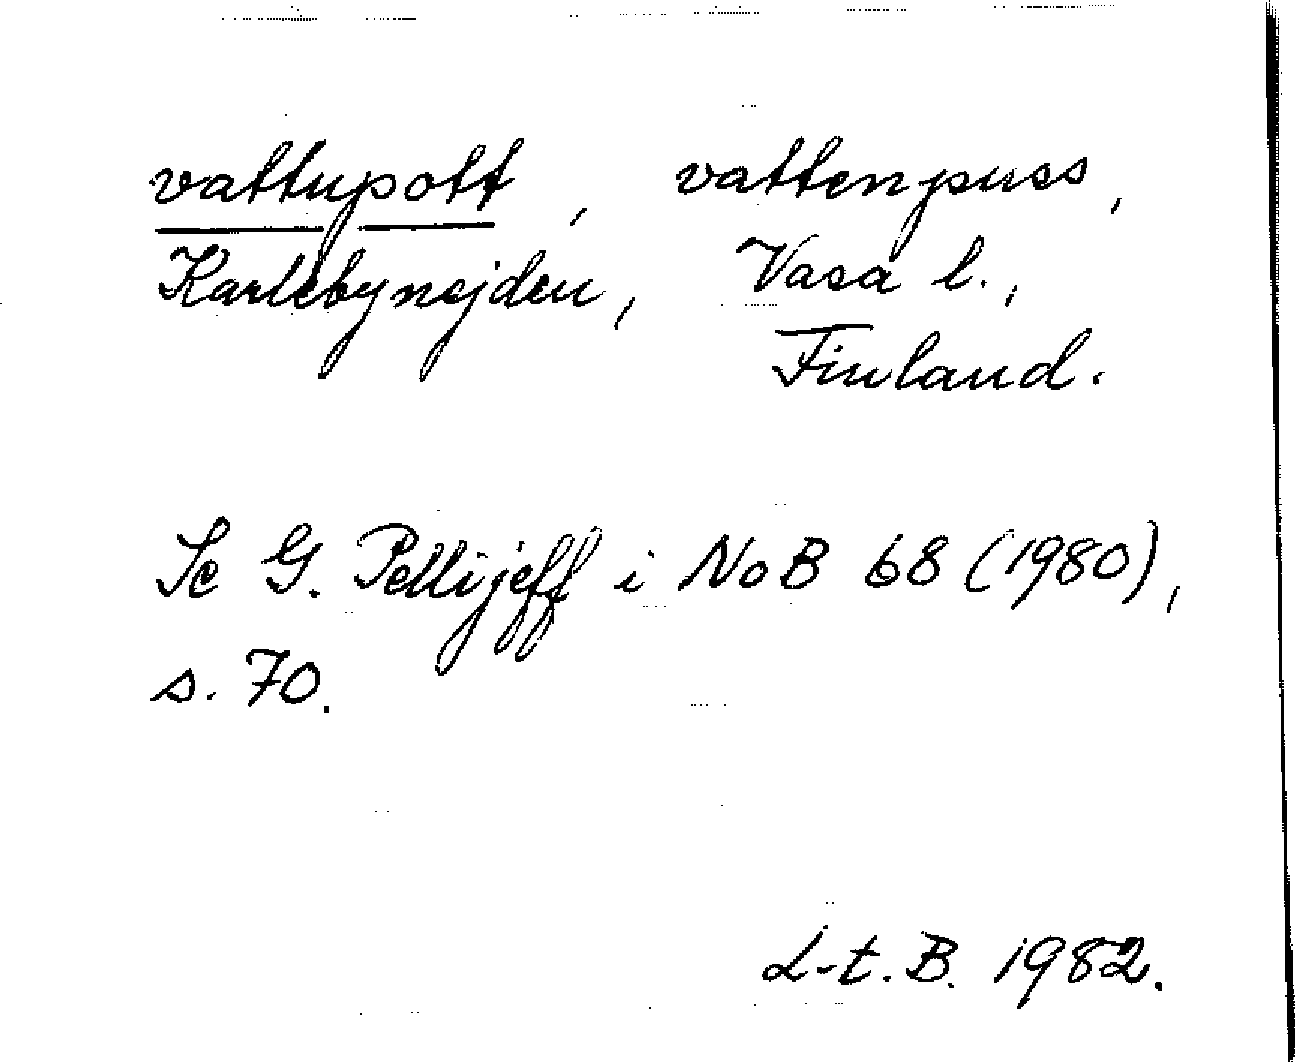 vattupott, vattenpuss,
Karlebynejden, Vasa l.,
Finland.
Se G. Pellijeff i NoB 68 (1980),
s. 70.
L-t. B. 1982.